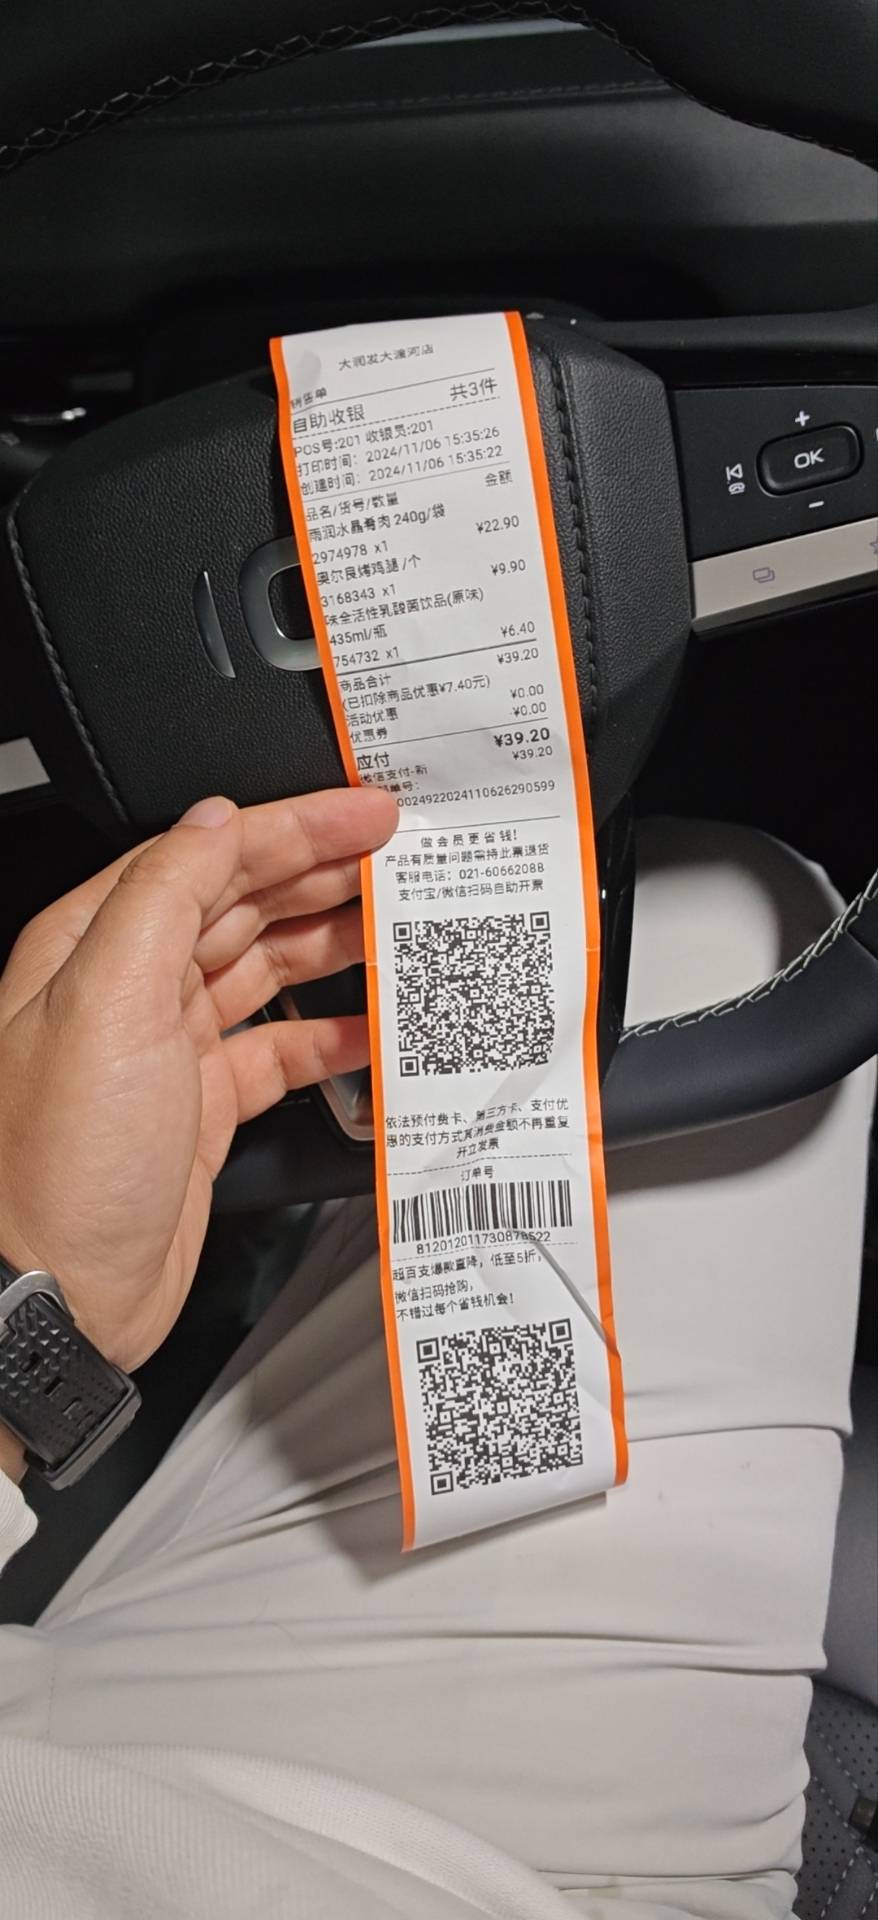 大润发大渡河店
销售单
自助收银 共3件
POS号:201 收银员:201
打印时间: 2024/11/06 15:35:26
创建时间: 2024/11/06 15:35:22
品名/货号/数量 金额
雨润水晶肴肉 240g/袋
2974978 x1 ¥22.90
奥尔良烤鸡腿/个
3168343 x1 ¥9.90
味全活性乳酸菌饮品(原味)
435ml/瓶
754732 x1 ¥6.40
商品合计 ¥39.20
(已扣除商品优惠¥7.40元)
活动优惠 ¥0.00
优惠券 -¥0.00
应付 ¥39.20
微信支付-新 ¥39.20
单号:
0024922024110626290599
做会员更省钱!
产品有质量问题需持此票退货
客服电话: 021-60662088
支付宝/微信扫码自助开票
依法预付费卡、第三方卡、支付优
惠的支付方式其消费金额不再重复
开立发票
订单号
812012011730878522
超百支爆款直降, 低至5折,
微信扫码抢购,
不错过每个省钱机会!
+
OK
−